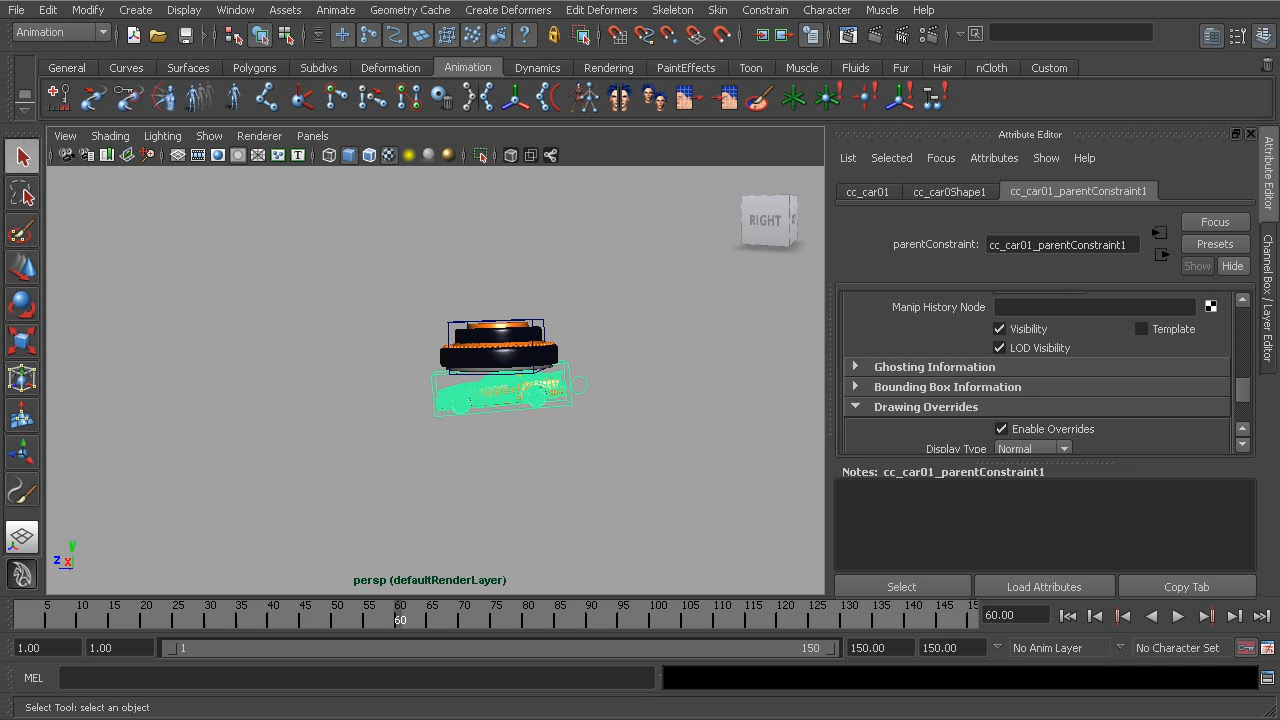 File Edit Modify Create Display Window Assets Animate Geometry Cache Create Deformers Edit Deformers Skeleton Skin Constrain Character Muscle Help
Animation
General Curves Surfaces Polygons Subdivs Deformation Animation Dynamics Rendering PaintEffects Toon Muscle Fluids Fur Hair nCloth Custom
View Shading Lighting Show Renderer Panels
Attribute Editor
List Selected Focus Attributes Show Help
cc_car01 cc_car0Shape1 cc_car01_parentConstraint1
RIGHT
parentConstraint: cc_car01_parentConstraint1
Focus
Presets
Show Hide
Attribute Editor
Channel Box / Layer Editor
Manip History Node
Visibility Template
LOD Visibility
Ghosting Information
Bounding Box Information
Drawing Overrides
Enable Overrides
Display Type Normal
Notes: cc_car01_parentConstraint1
y
z x
persp (defaultRenderLayer)
Select Load Attributes Copy Tab
5 10 15 20 25 30 35 40 45 50 55 60 65 70 75 80 85 90 95 100 105 110 115 120 125 130 135 140 145 15
60
60.00
1.00 1.00 1 150 150.00 150.00 No Anim Layer No Character Set
MEL
Select Tool: select an object